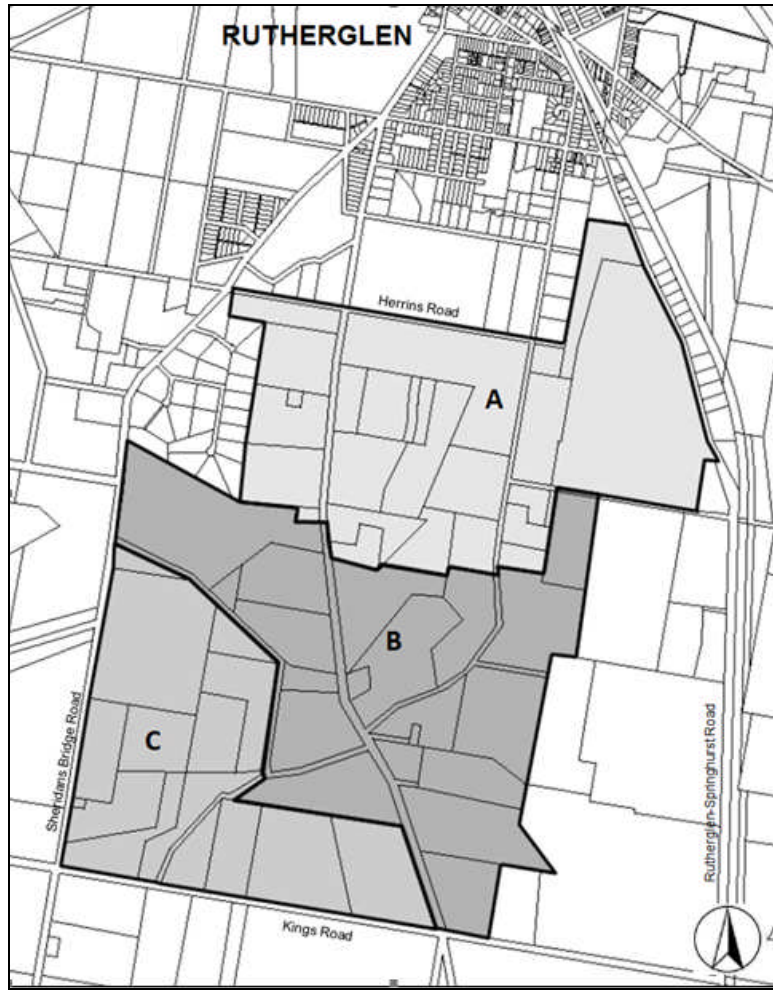 RUTHERGLEN
Herrins Road
A
B
C
Sheridans Bridge Road
Rutherglen-Springhurst Road
Kings Road